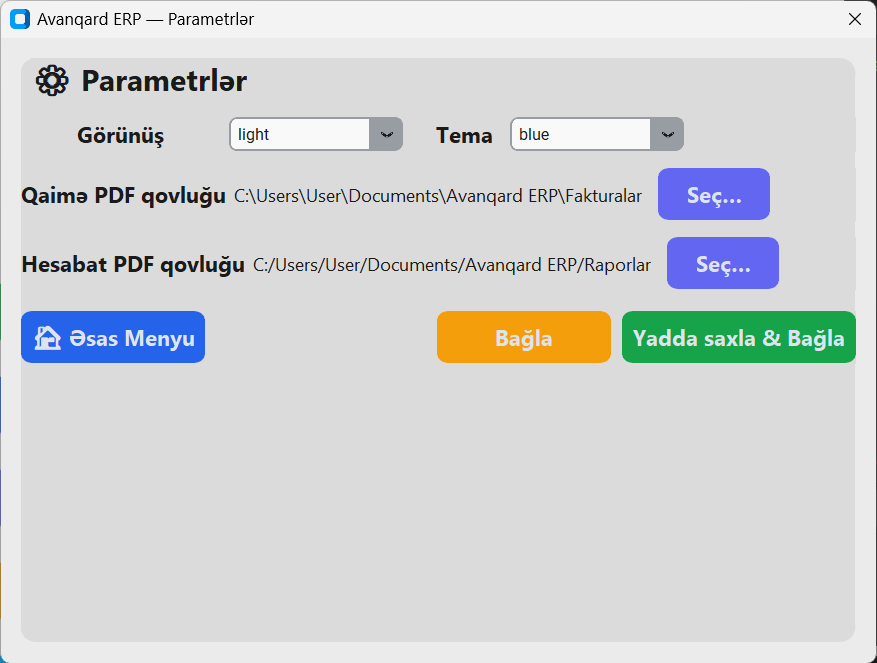 Avanqard ERP — Parametrlər
Parametrlər
Görünüş light Tema blue
Qaimə PDF qovluğu C:\Users\User\Documents\Avanqard ERP\Fakturalar Seç...
Hesabat PDF qovluğu C:/Users/User/Documents/Avanqard ERP/Raporlar Seç...
Əsas Menyu Bağla Yadda saxla & Bağla